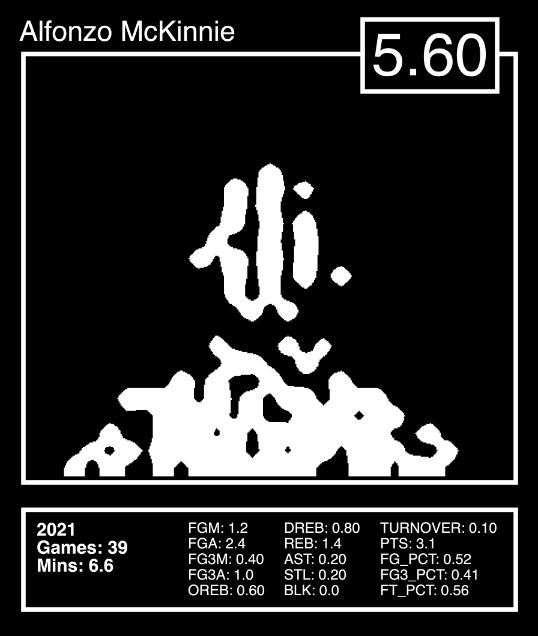 Alfonzo McKinnie
5.60
2021
Games: 39
Mins: 6.6
FGM: 1.2
FGA: 2.4
FG3M: 0.40
FG3A: 1.0
OREB: 0.60
DREB: 0.80
REB: 1.4
AST: 0.20
STL: 0.20
BLK: 0.0
TURNOVER: 0.10
PTS: 3.1
FG_PCT: 0.52
FG3_PCT: 0.41
FT_PCT: 0.56